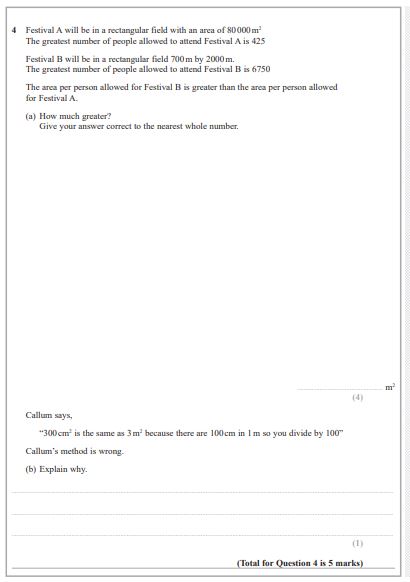 4 Festival A will be in a rectangular field with an area of 80 000 m²
The greatest number of people allowed to attend Festival A is 425
Festival B will be in a rectangular field 700 m by 2000 m.
The greatest number of people allowed to attend Festival B is 6750
The area per person allowed for Festival B is greater than the area per person allowed
for Festival A.
(a) How much greater?
Give your answer correct to the nearest whole number.
m²
(4)
Callum says,
“300 cm² is the same as 3 m² because there are 100 cm in 1 m so you divide by 100”
Callum’s method is wrong.
(b) Explain why.
(1)
(Total for Question 4 is 5 marks)